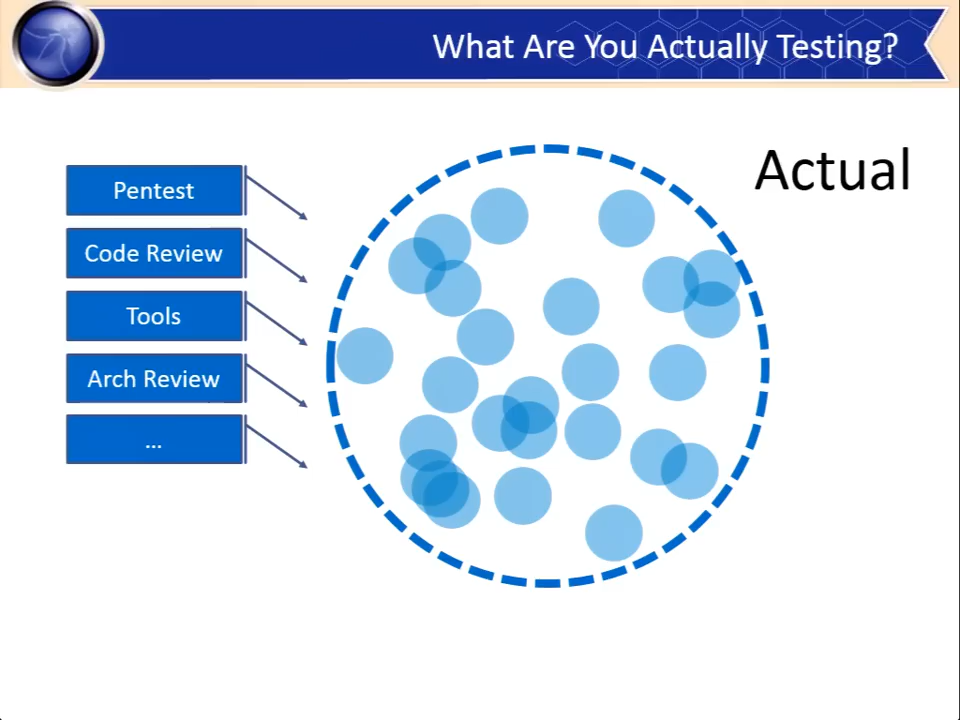 What Are You Actually Testing?
Actual
Pentest
Code Review
Tools
Arch Review
...